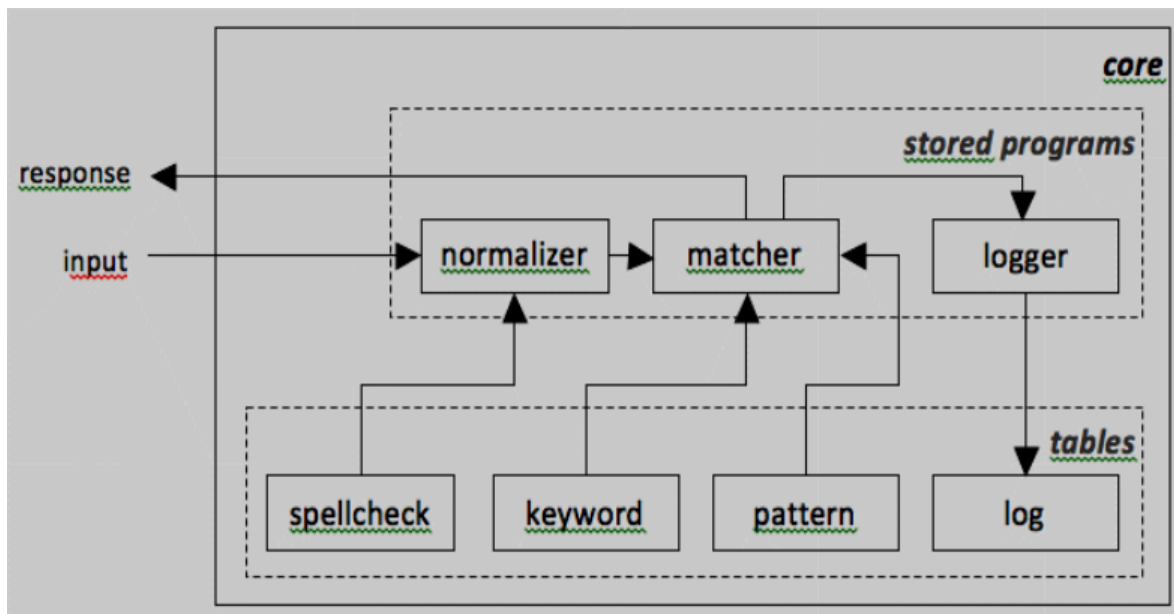 core
stored programs
response
input
normalizer
matcher
logger
tables
spellcheck
keyword
pattern
log